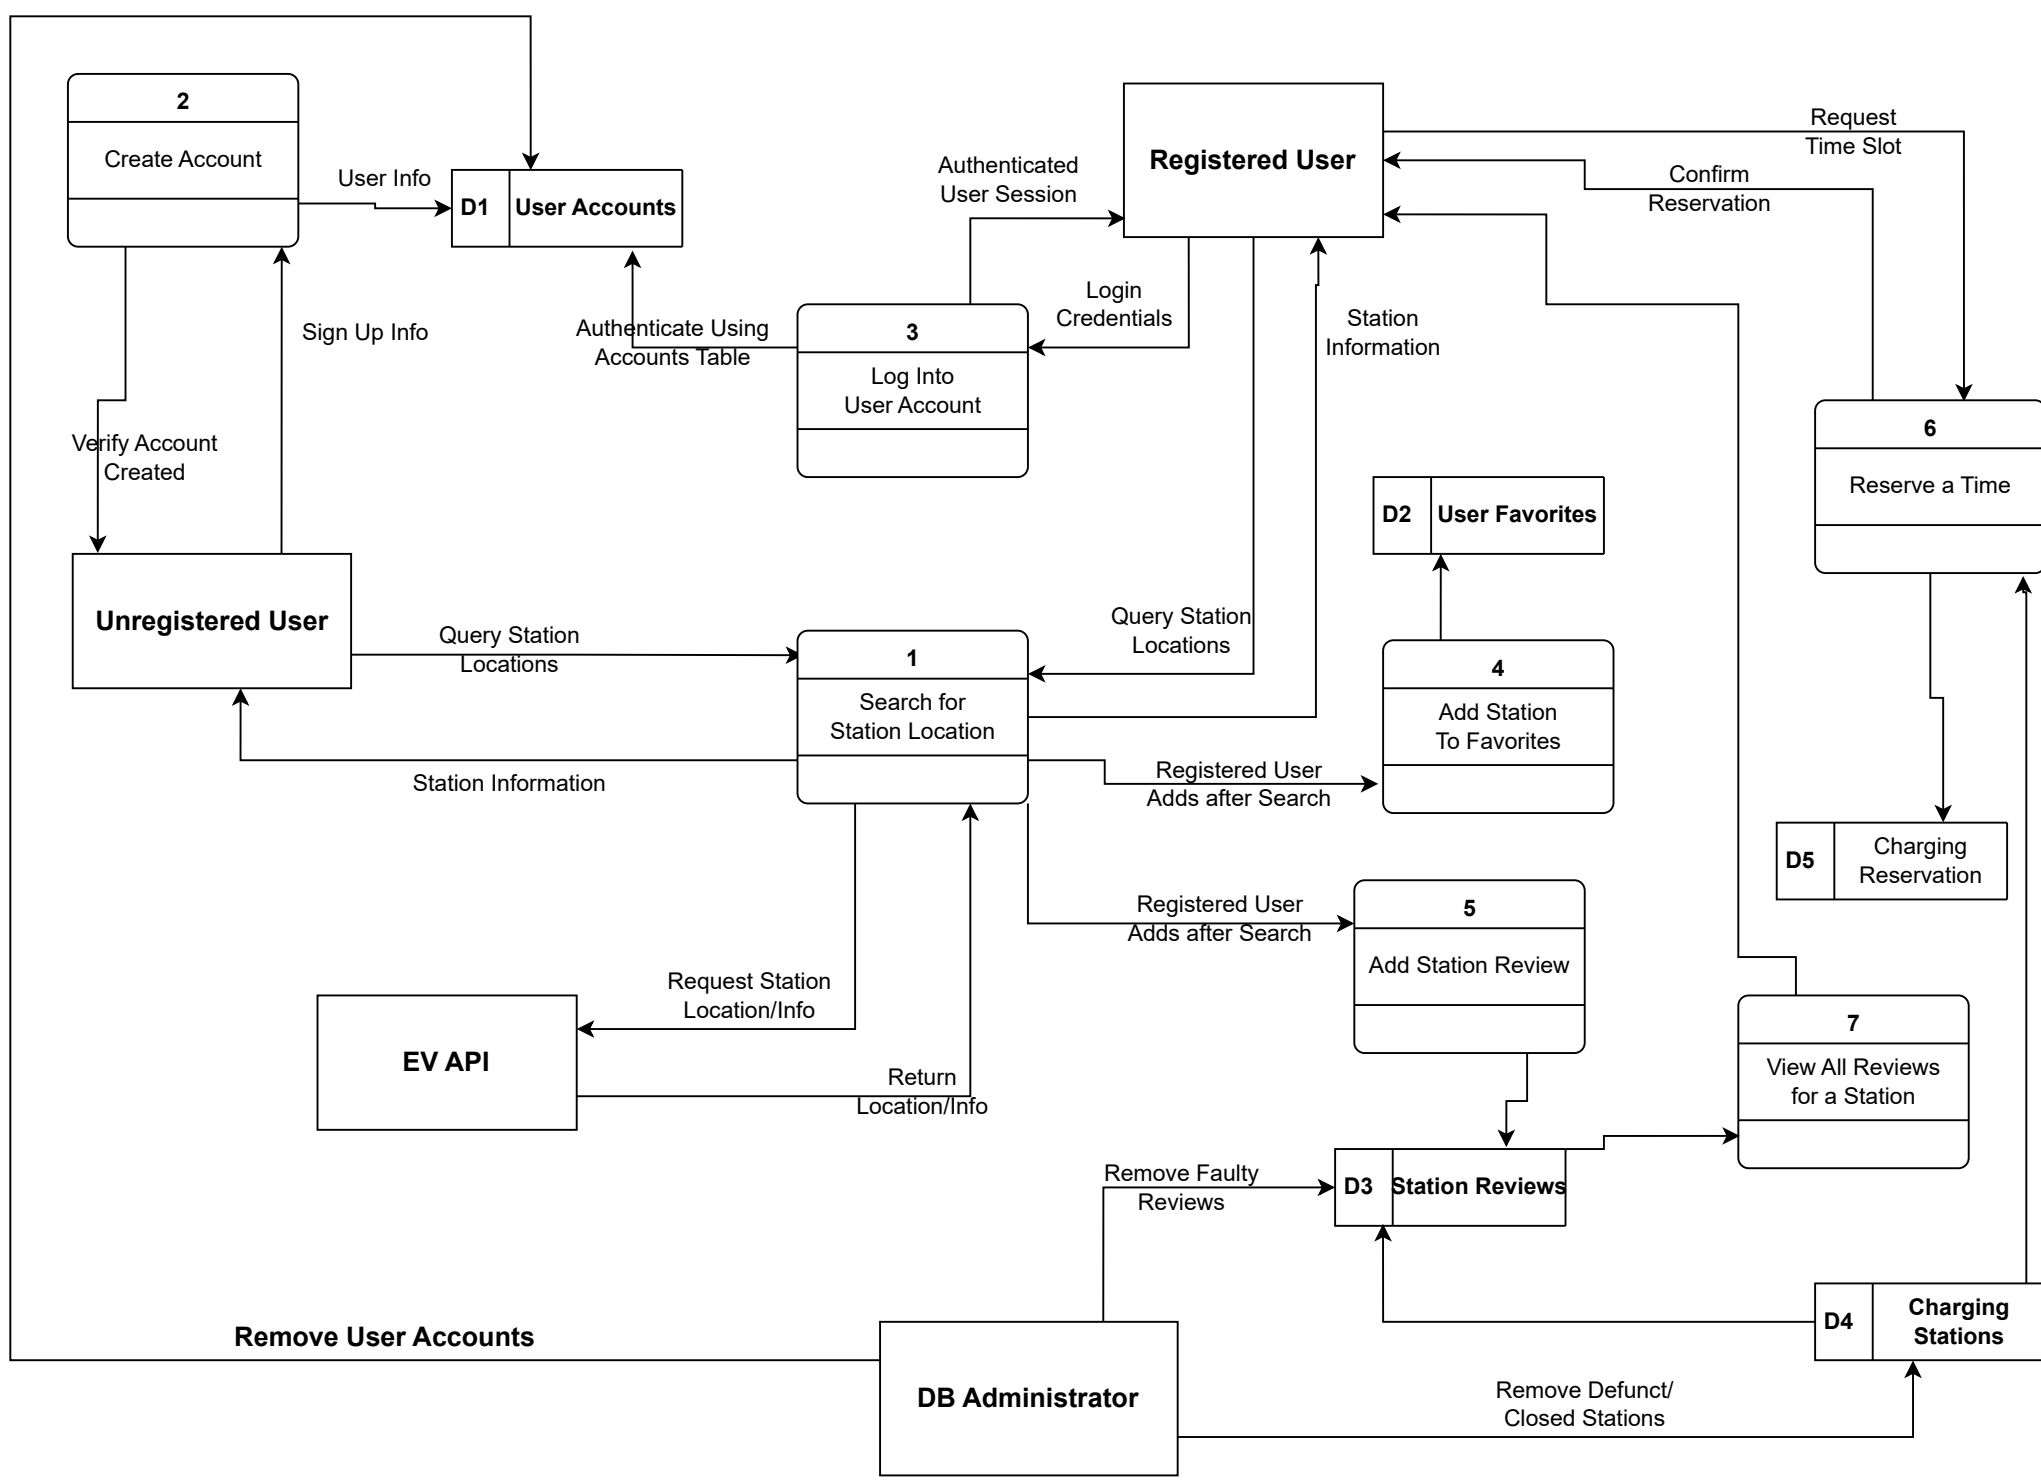 2
Create Account
User Info
D1
User Accounts
Authenticated
User Session
Registered User
Request
Time Slot
Confirm
Reservation
Sign Up Info
Authenticate Using
Accounts Table
3
Log Into
User Account
Login
Credentials
Station
Information
6
Reserve a Time
Verify Account
Created
D2
User Favorites
Unregistered User
Query Station
Locations
1
Search for
Station Location
Query Station
Locations
4
Add Station
To Favorites
Station Information
Registered User
Adds after Search
D5
Charging
Reservation
Registered User
Adds after Search
5
Add Station Review
Request Station
Location/Info
EV API
Return
Location/Info
7
View All Reviews
for a Station
Remove Faulty
Reviews
D3
Station Reviews
D4
Charging
Stations
Remove User Accounts
DB Administrator
Remove Defunct/
Closed Stations